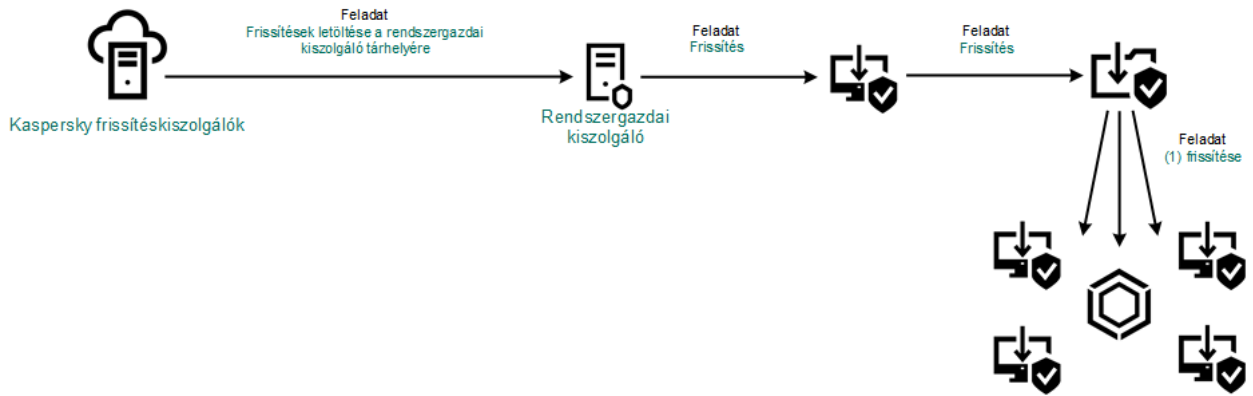 Feladat
Frissítések letöltése a rendszergazdai
kiszolgáló tárhelyére
Feladat
Frissítés
Feladat
Frissítés
Kaspersky frissítéskiszolgálók
Rendszergazdai
kiszolgáló
Feladat
(1) frissítése